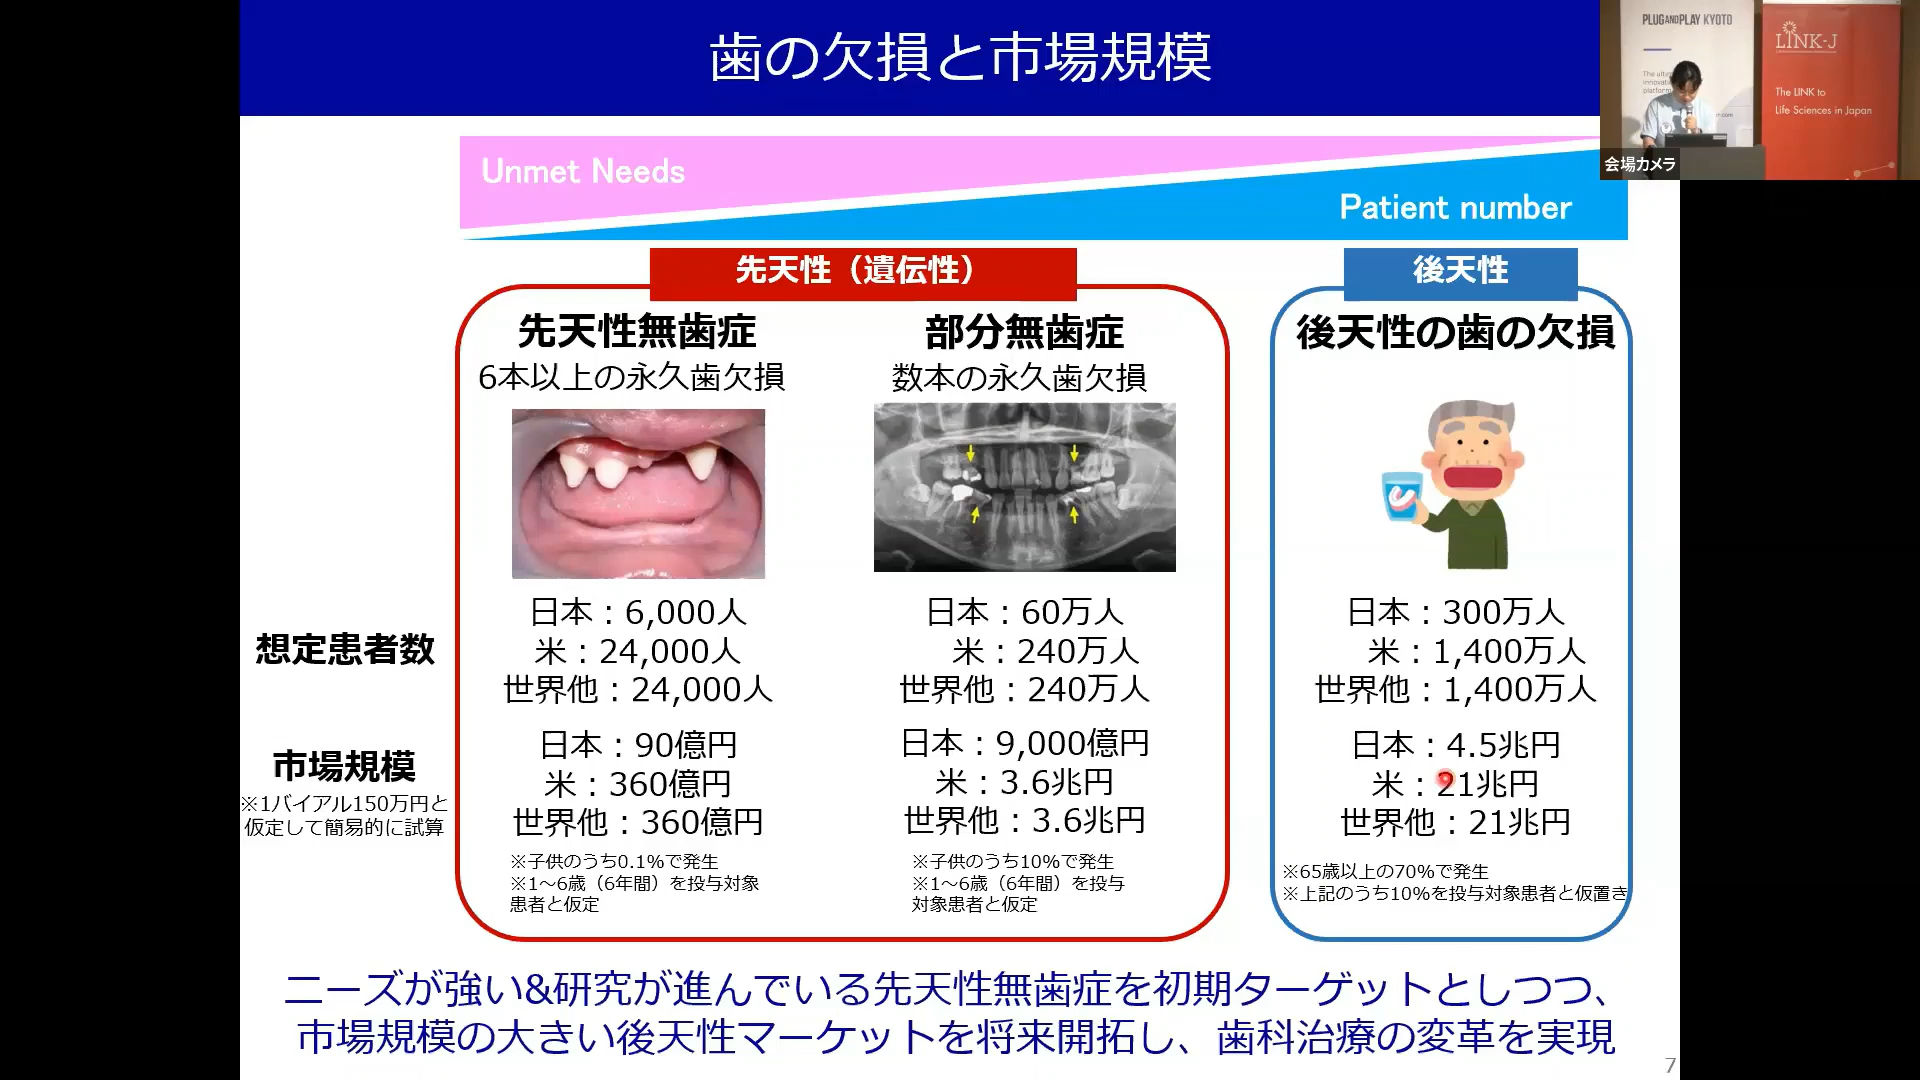 歯の欠損と市場規模
PLUGANDPLAY KYOTO
LINK-J
The LINK to
Life Sciences in Japan
会場カメラ
Unmet Needs
Patient number
先天性（遺伝性）
先天性無歯症
6本以上の永久歯欠損
部分無歯症
数本の永久歯欠損
後天性
後天性の歯の欠損
想定患者数
日本：6,000人
米：24,000人
世界他：24,000人
日本：60万人
米：240万人
世界他：240万人
日本：300万人
米：1,400万人
世界他：1,400万人
市場規模
※1バイアル150万円と
仮定して簡易的に試算
日本：90億円
米：360億円
世界他：360億円
日本：9,000億円
米：3.6兆円
世界他：3.6兆円
日本：4.5兆円
米：21兆円
世界他：21兆円
※子供のうち0.1%で発生
※1～6歳（6年間）を投与対象
患者と仮定
※子供のうち10%で発生
※1～6歳（6年間）を投与
対象患者と仮定
※65歳以上の70%で発生
※上記のうち10%を投与対象患者と仮置き
ニーズが強い&研究が進んでいる先天性無歯症を初期ターゲットとしつつ、
市場規模の大きい後天性マーケットを将来開拓し、歯科治療の変革を実現
7